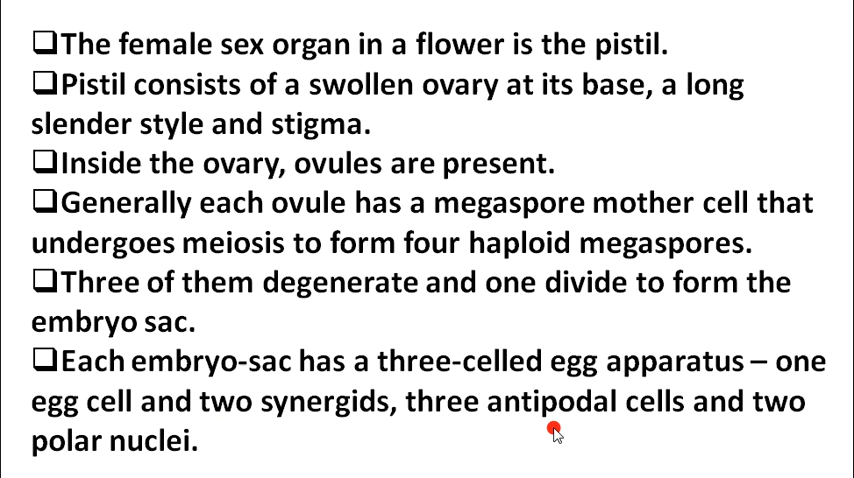 ❑The female sex organ in a flower is the pistil.
❑Pistil consists of a swollen ovary at its base, a long
slender style and stigma.
❑Inside the ovary, ovules are present.
❑Generally each ovule has a megaspore mother cell that
undergoes meiosis to form four haploid megaspores.
❑Three of them degenerate and one divide to form the
embryo sac.
❑Each embryo-sac has a three-celled egg apparatus – one
egg cell and two synergids, three antipodal cells and two
polar nuclei.